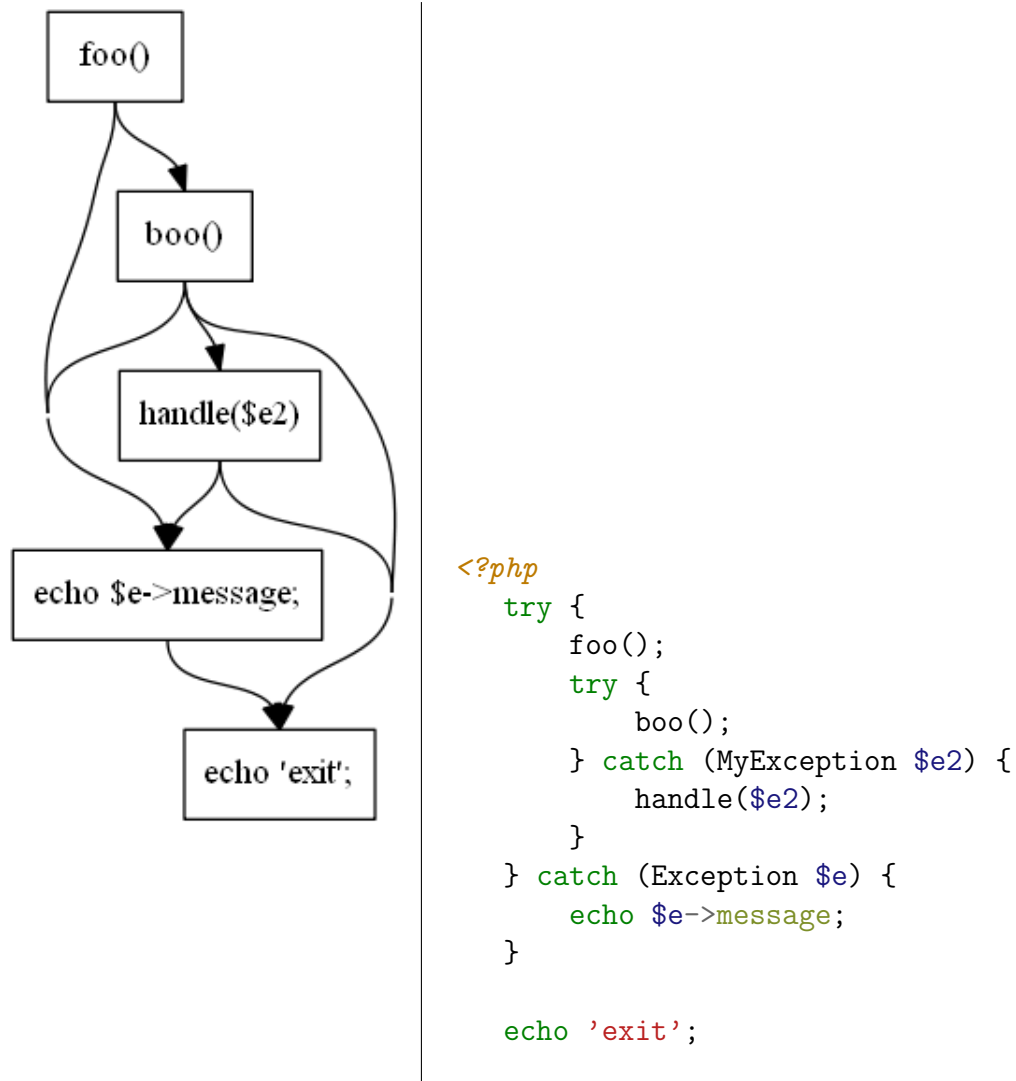 foo()
boo()
handle($e2)
echo $e->message;
echo 'exit';
<?php
try {
foo();
try {
boo();
} catch (MyException $e2) {
handle($e2);
}
} catch (Exception $e) {
echo $e->message;
}
echo ’exit’;